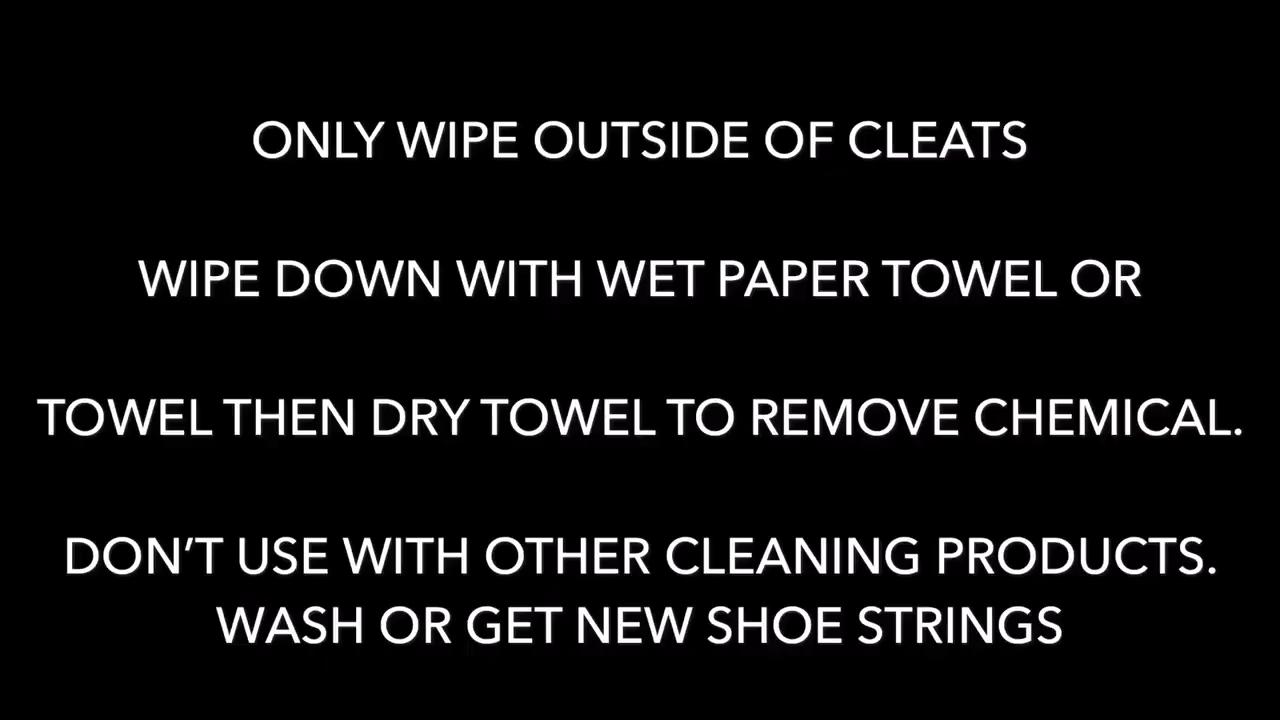 ONLY WIPE OUTSIDE OF CLEATS
WIPE DOWN WITH WET PAPER TOWEL OR
TOWEL THEN DRY TOWEL TO REMOVE CHEMICAL.
DON’T USE WITH OTHER CLEANING PRODUCTS.
WASH OR GET NEW SHOE STRINGS